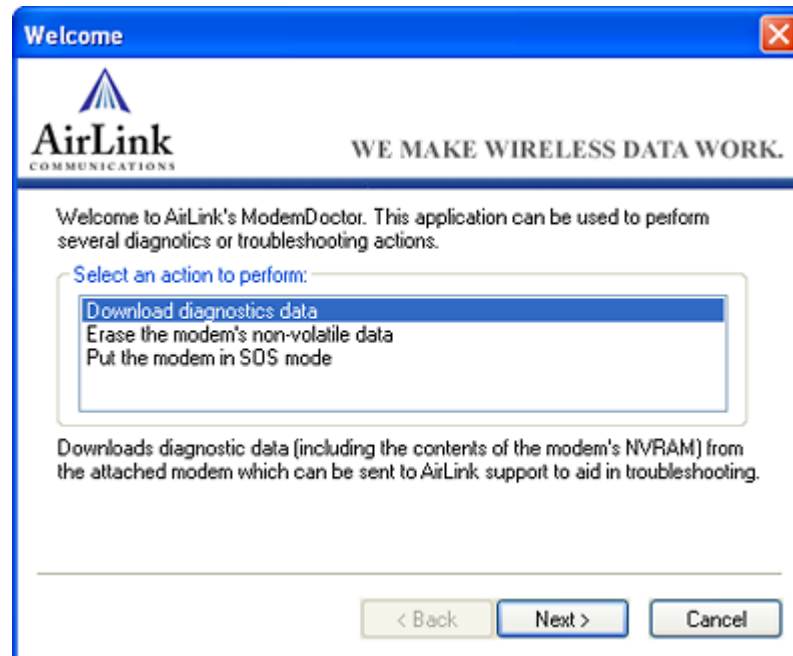 Welcome
AirLink
COMMUNICATIONS
WE MAKE WIRELESS DATA WORK.
Welcome to AirLink's ModemDoctor. This application can be used to perform
several diagnotics or troubleshooting actions.
Select an action to perform:
Download diagnostics data
Erase the modem's non-volatile data
Put the modem in SOS mode
Downloads diagnostic data (including the contents of the modem's NVRAM) from
the attached modem which can be sent to AirLink support to aid in troubleshooting.
< Back
Next >
Cancel